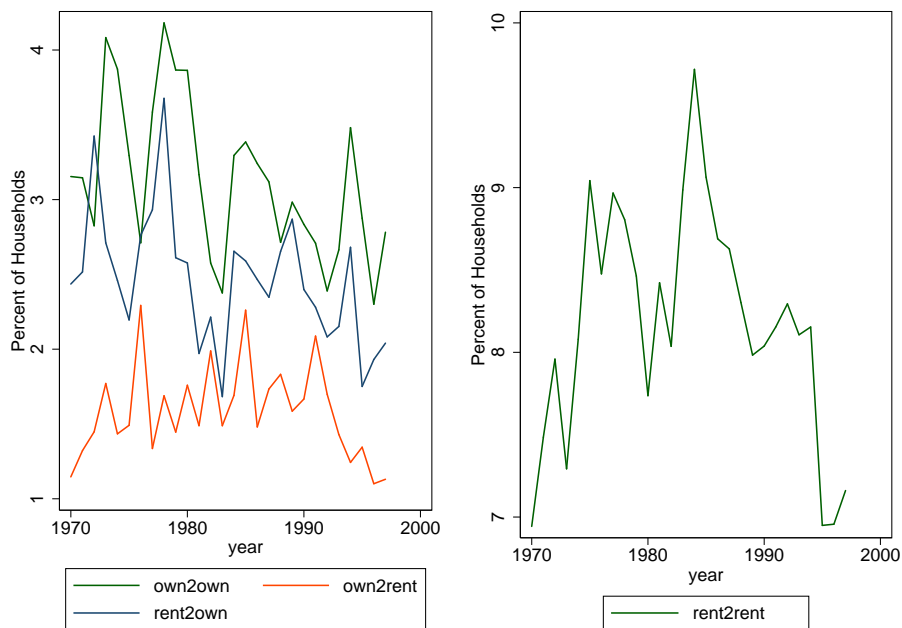 Percent of Households
4
3
2
1
1970 1980 1990 2000
year
own2own own2rent
rent2own
Percent of Households
10
9
8
7
1970 1980 1990 2000
year
rent2rent